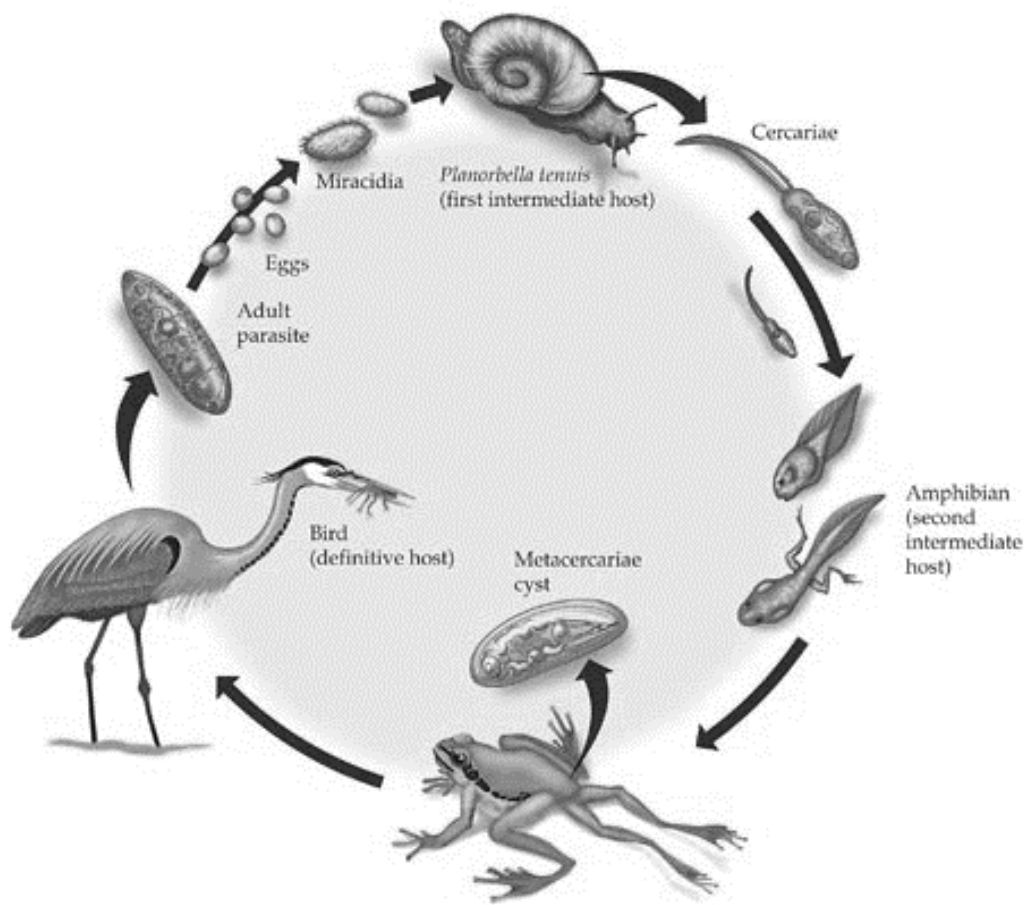 Cercariae
Miracidia
Planorbella tenuis
(first intermediate host)
Eggs
Adult
parasite
Amphibian
(second
intermediate
host)
Bird
(definitive host)
Metacercariae
cyst